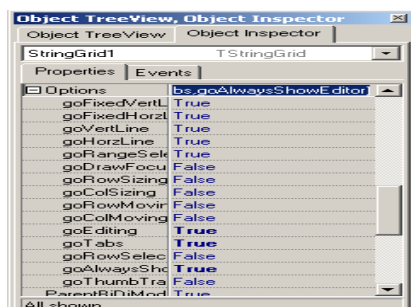 Object TreeView, Object Inspector
Object TreeView Object Inspector
StringGrid1 TStringGrid
Properties Events
Options bs,goAlwaysShowEditor
goFixedVertL True
goFixedHorzL True
goVertLine True
goHorzLine True
goRangeSele True
goDrawFocu False
goRowSizing False
goColSizing False
goRowMovin False
goColMoving False
goEditing True
goTabs True
goRowSelec False
goAlwaysSho True
goThumbTra False
ParentBiDiMod True
All shown